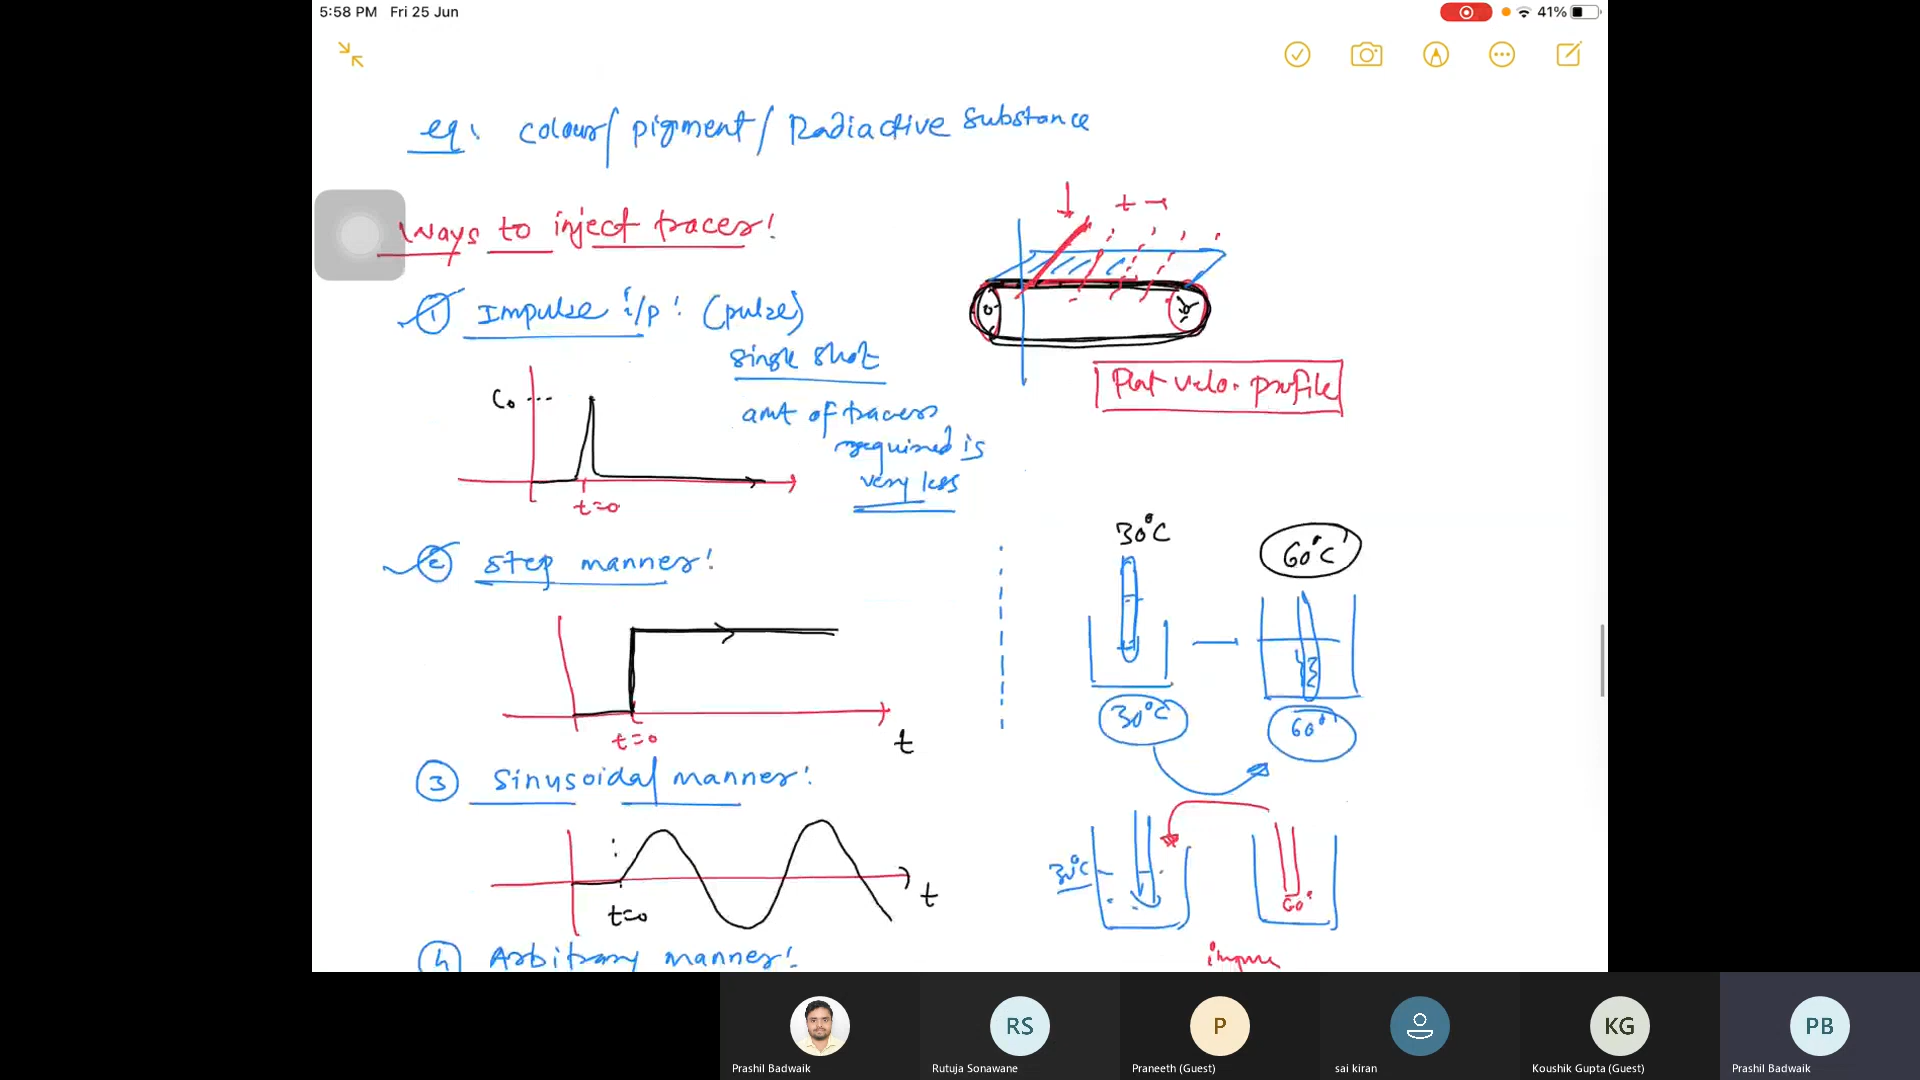 5:58 PM Fri 25 Jun
41%
eg: Colour/ pigment/ Radiactive Substance
Ways to inject tracer!
t →
① Impulse i/p! (pulse)
single shot
amt of tracer
required is
very less
C₀
t=0
Flat velo. profile
② Step manner!
t=0
t
30°C
60°C
30°C
60°
③ Sinusoidal manner!
t=0
t
30°C
60°
④ Arbitrary manner!
RS
P
KG
PB
Prashil Badwaik
Rutuja Sonawane
Praneeth (Guest)
sai kiran
Koushik Gupta (Guest)
Prashil Badwaik